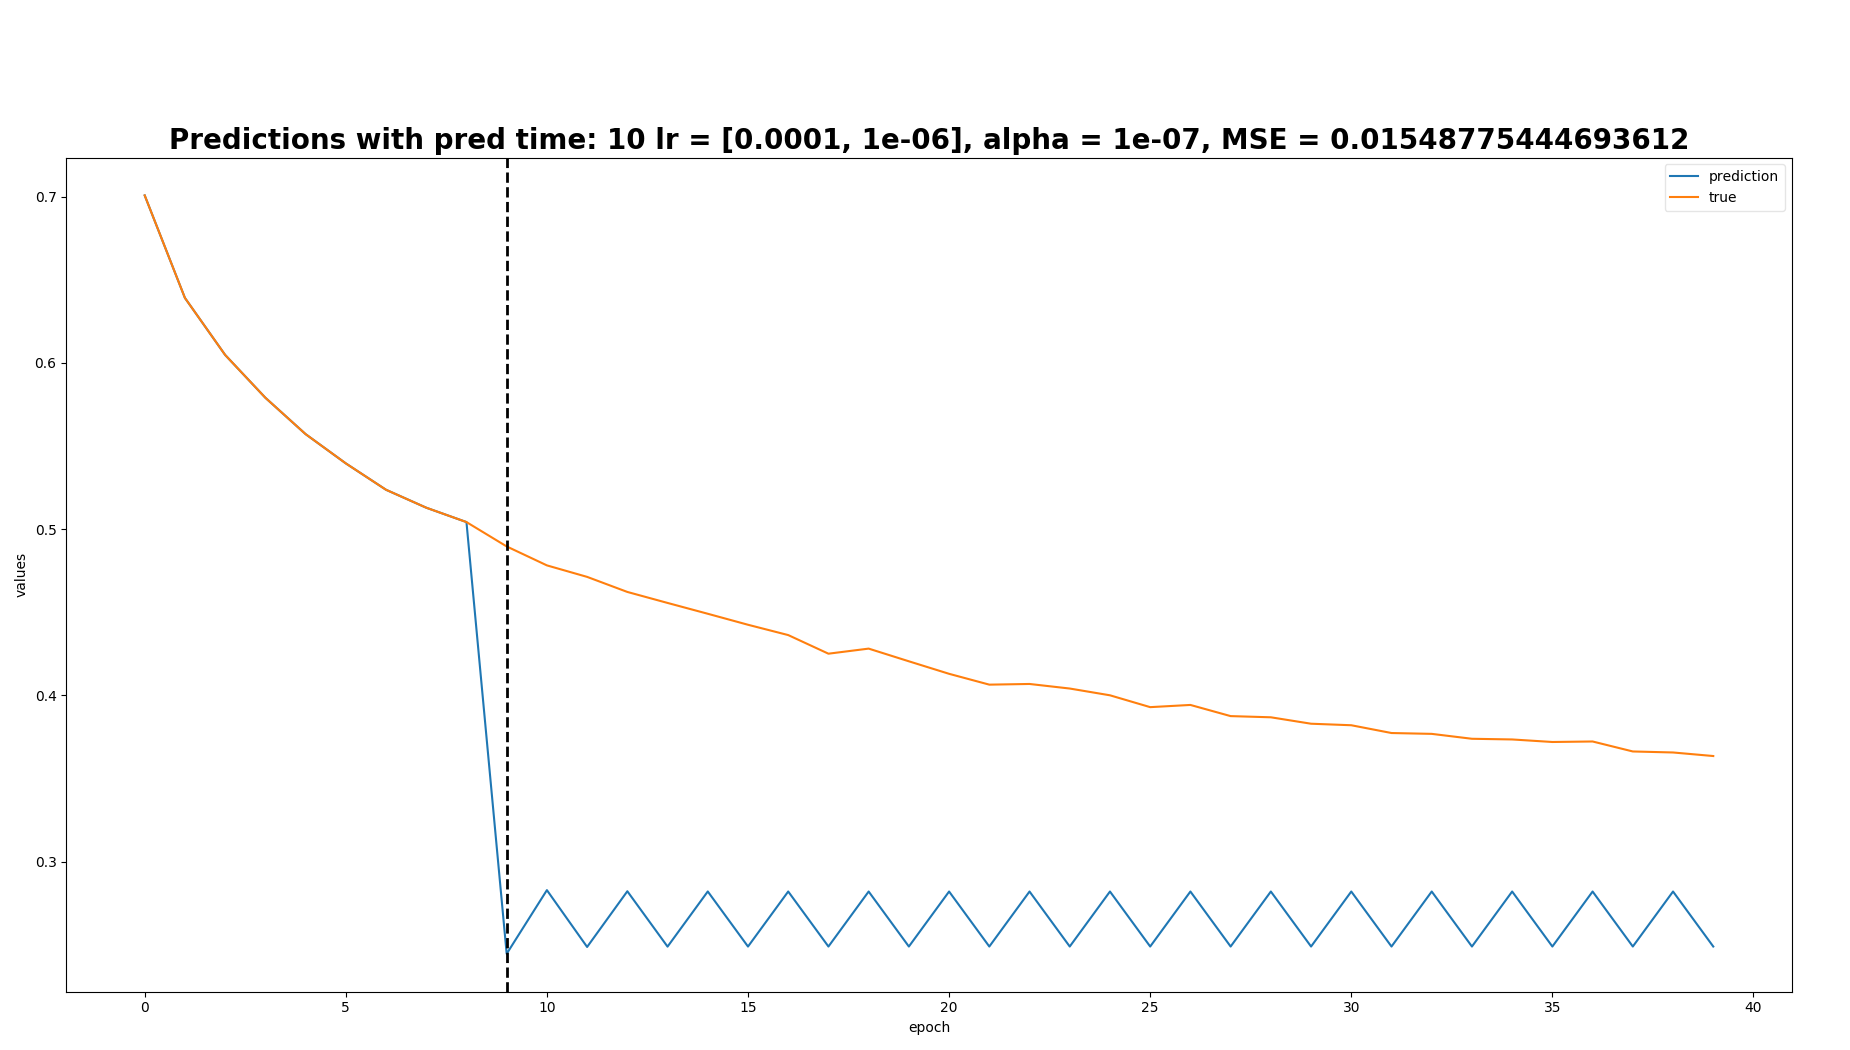 Predictions with pred time: 10 lr = [0.0001, 1e-06], alpha = 1e-07, MSE = 0.01548775444693612
prediction
true
0.7
0.6
0.5
0.4
0.3
values
0 5 10 15 20 25 30 35 40
epoch